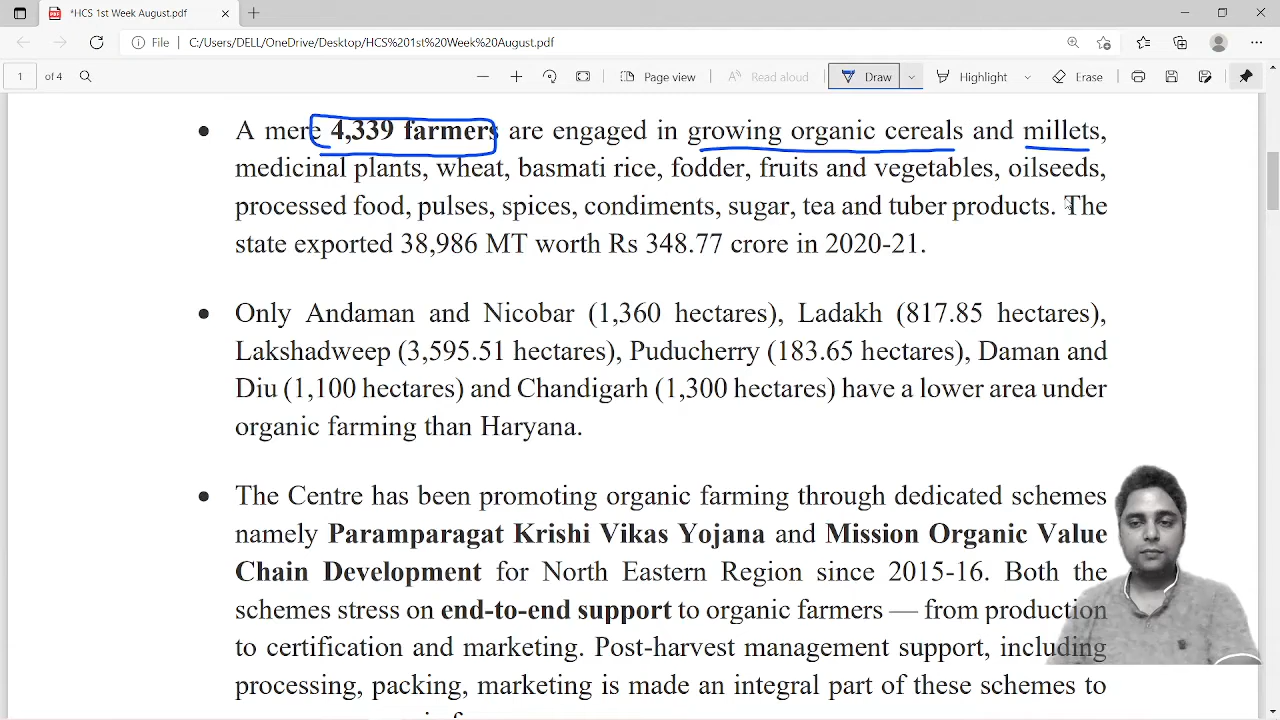 *HCS 1st Week August.pdf
File C:/Users/DELL/OneDrive/Desktop/HCS%201st%20Week%20August.pdf
1 of 4 Page view Read aloud Draw Highlight Erase
A mere 4,339 farmers are engaged in growing organic cereals and millets,
medicinal plants, wheat, basmati rice, fodder, fruits and vegetables, oilseeds,
processed food, pulses, spices, condiments, sugar, tea and tuber products. The
state exported 38,986 MT worth Rs 348.77 crore in 2020-21.
Only Andaman and Nicobar (1,360 hectares), Ladakh (817.85 hectares),
Lakshadweep (3,595.51 hectares), Puducherry (183.65 hectares), Daman and
Diu (1,100 hectares) and Chandigarh (1,300 hectares) have a lower area under
organic farming than Haryana.
The Centre has been promoting organic farming through dedicated schemes
namely Paramparagat Krishi Vikas Yojana and Mission Organic Value
Chain Development for North Eastern Region since 2015-16. Both the
schemes stress on end-to-end support to organic farmers — from production
to certification and marketing. Post-harvest management support, including
processing, packing, marketing is made an integral part of these schemes to